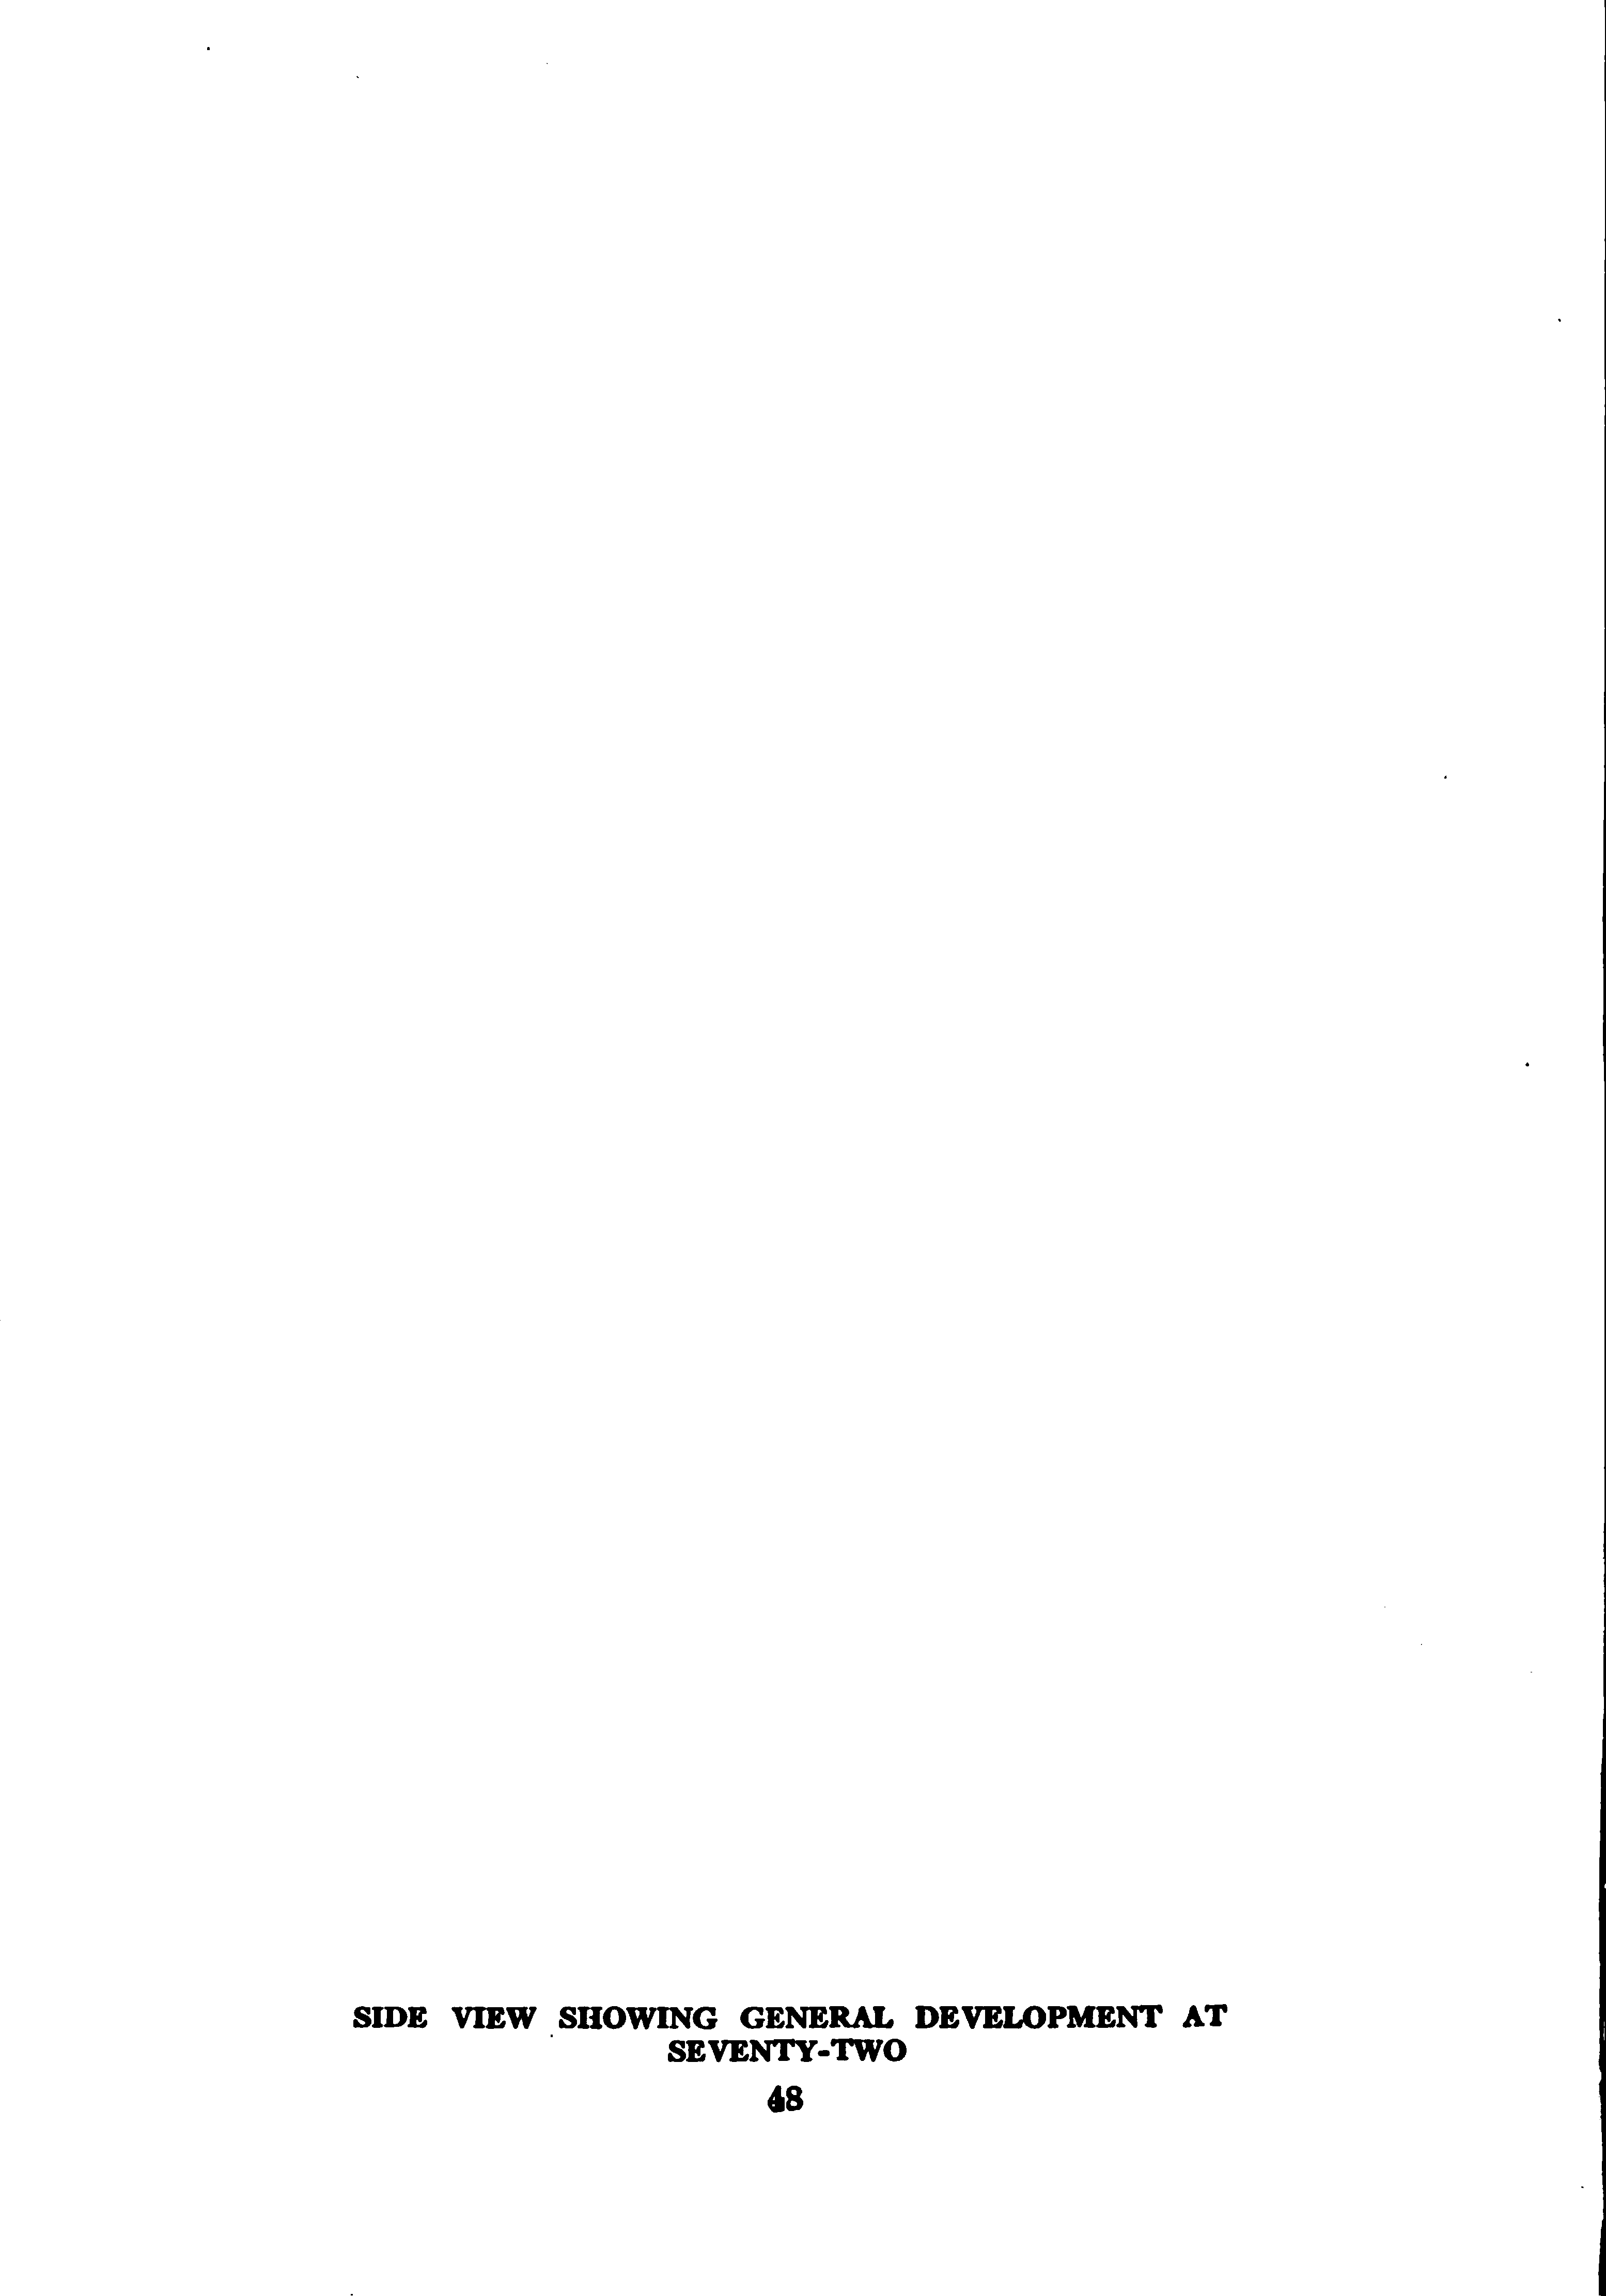 SIDE VIEW SHOWING GENERAL DEVELOPMENT AT
SEVENTY-TWO
48